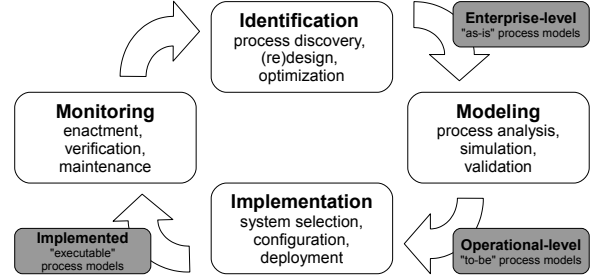 Identification
process discovery,
(re)design,
optimization
Enterprise-level
"as-is" process models
Monitoring
enactment,
verification,
maintenance
Modeling
process analysis,
simulation,
validation
Implementation
system selection,
configuration,
deployment
Implemented
"executable"
process models
Operational-level
"to-be" process models